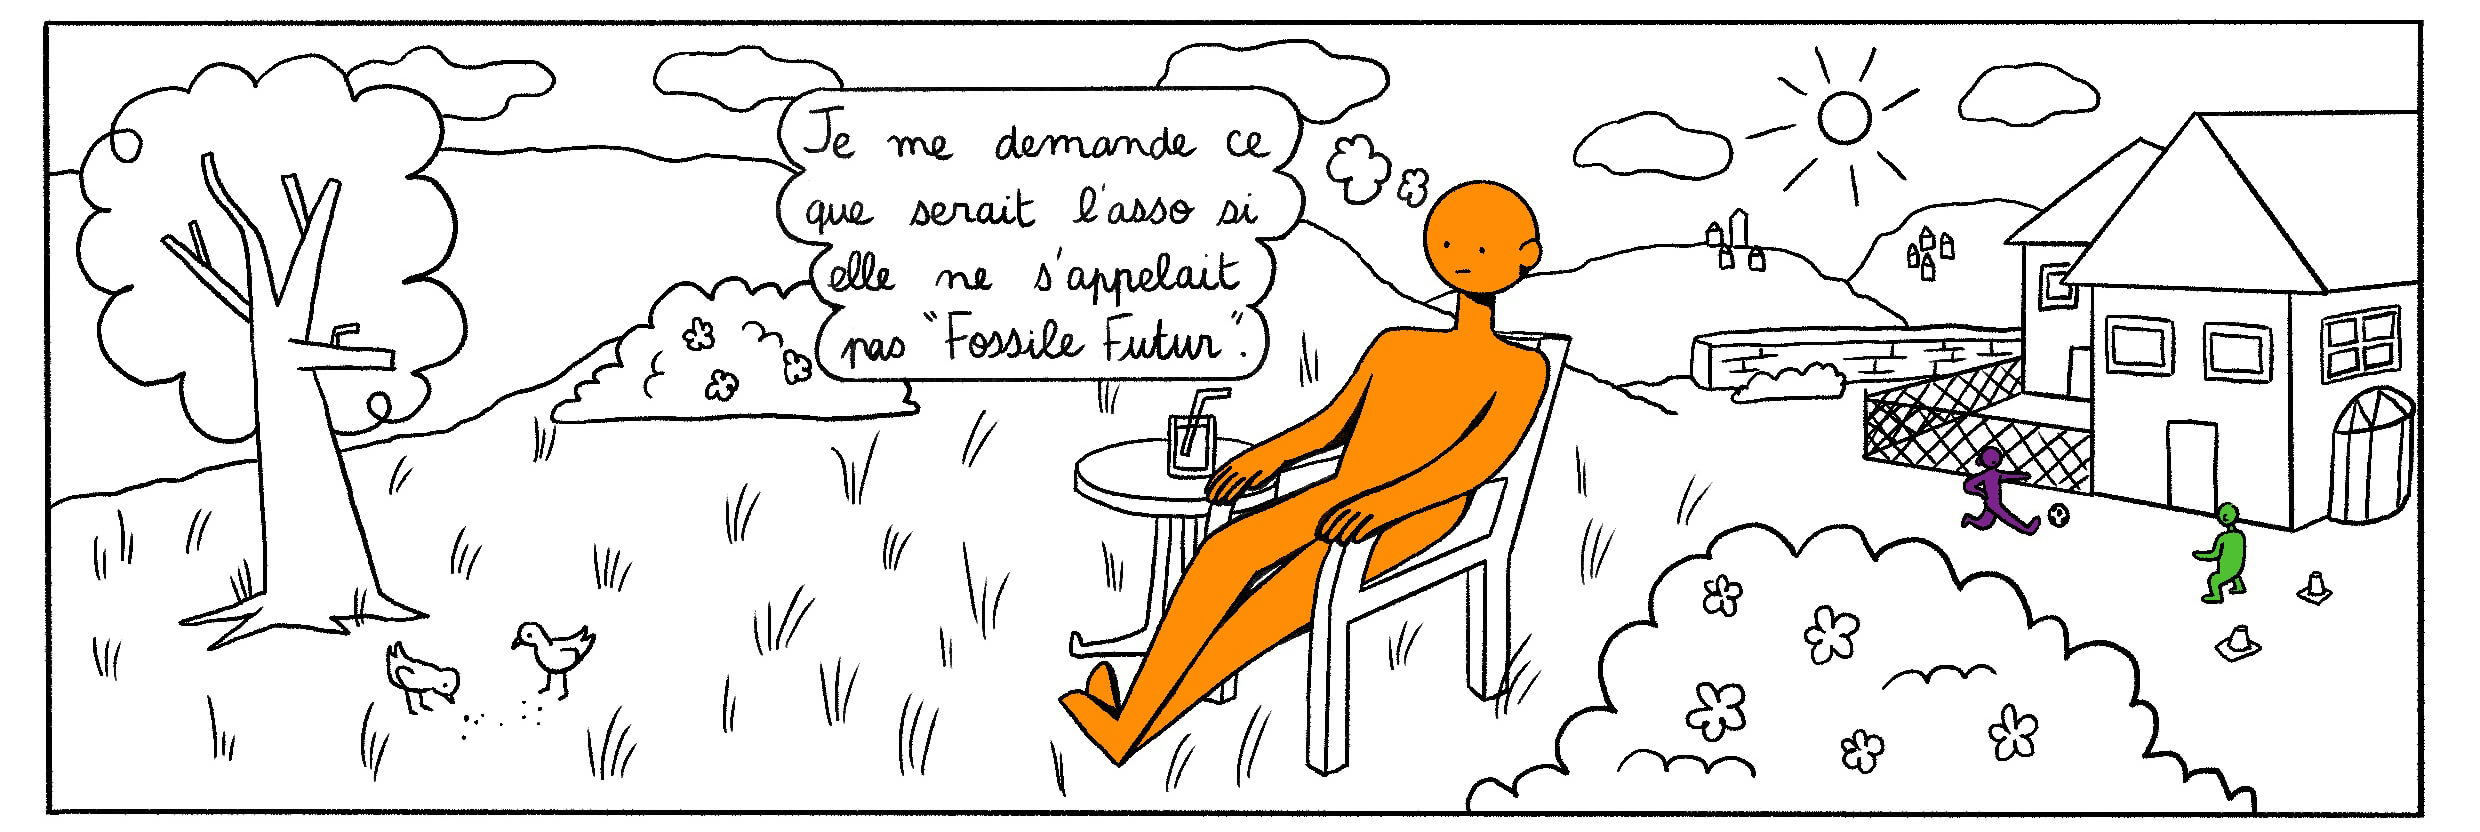 Je me demande ce
que serait l'asso si
elle ne s'appelait
pas "Fossile Futur".